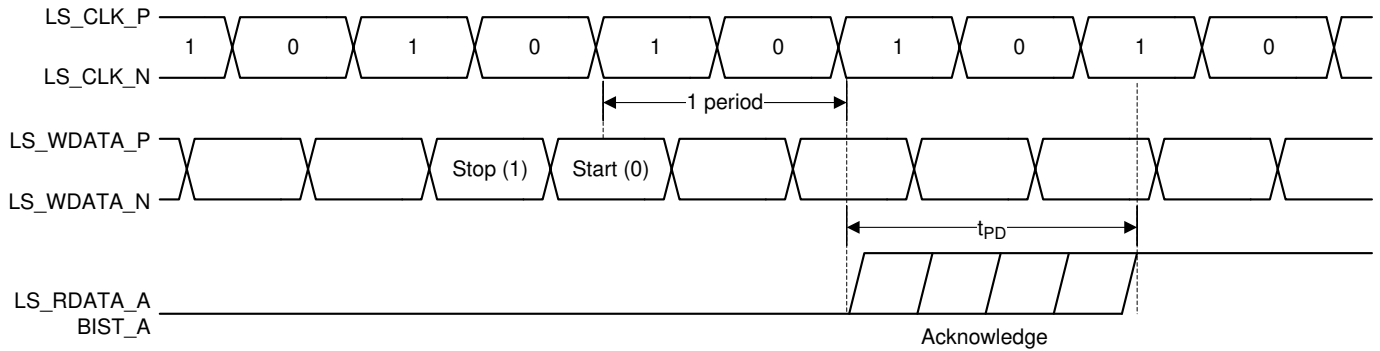 LS_CLK_P
1 0 1 0 1 0 1 0 1 0
LS_CLK_N
1 period
LS_WDATA_P
Stop (1) Start (0)
LS_WDATA_N
tPD
LS_RDATA_A
BIST_A
Acknowledge